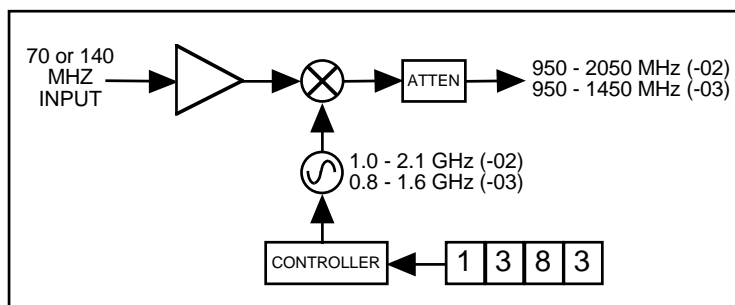 70 or 140
MHZ
INPUT
ATTEN
950 - 2050 MHz (-02)
950 - 1450 MHz (-03)
1.0 - 2.1 GHz (-02)
0.8 - 1.6 GHz (-03)
CONTROLLER
1 3 8 3